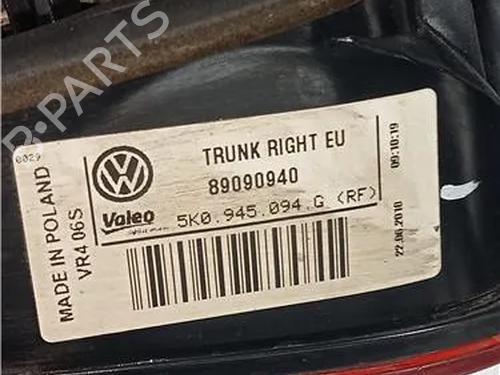 B-PARTS
0029
MADE IN POLAND
VR4 06S
TRUNK RIGHT EU
89090940
Valeo
5K0.945.094.G (RF)
22.06.2010
09:10:19